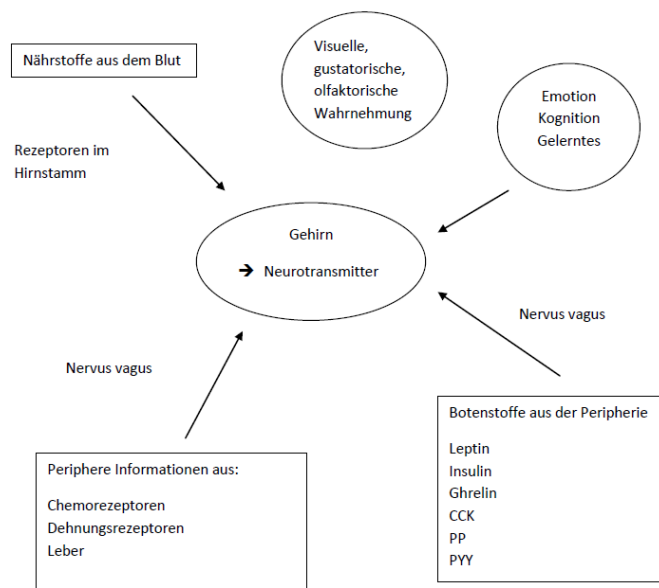 Nährstoffe aus dem Blut
Visuelle,
gustatorische,
olfaktorische
Wahrnehmung
Emotion
Kognition
Gelerntes
Rezeptoren im
Hirnstamm
Gehirn
➔ Neurotransmitter
Nervus vagus
Nervus vagus
Botenstoffe aus der Peripherie
Leptin
Insulin
Ghrelin
CCK
PP
PYY
Periphere Informationen aus:
Chemorezeptoren
Dehnungsrezeptoren
Leber